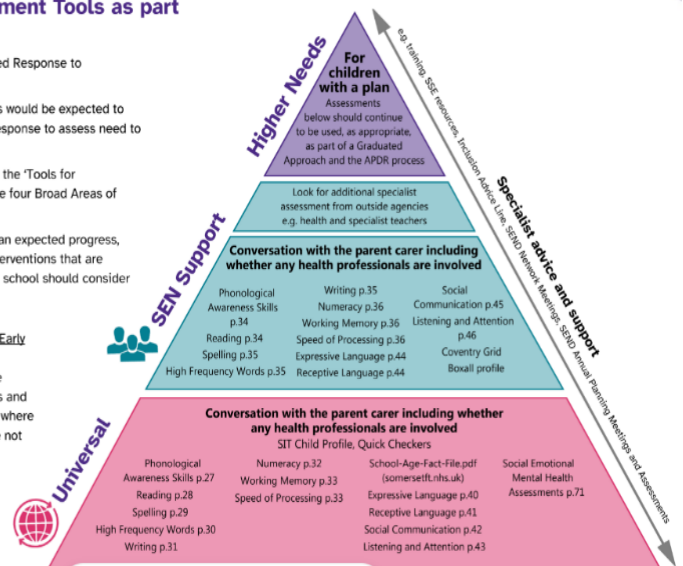 ment Tools as part
ed Response to
s would be expected to
esponse to assess need to
the ‘Tools for
e four Broad Areas of
an expected progress,
erventions that are
school should consider
Early
e
s and
where
not
Higher Needs
For
children
with a plan
Assessments
below should continue
to be used, as appropriate,
as part of a Graduated
Approach and the APDR process
SEN Support
Look for additional specialist
assessment from outside agencies
e.g. health and specialist teachers
Conversation with the parent carer including
whether any health professionals are involved
Phonological
Awareness Skills
p.34
Reading p.34
Spelling p.35
High Frequency Words p.35
Writing p.35
Numeracy p.36
Working Memory p.36
Speed of Processing p.36
Expressive Language p.44
Receptive Language p.44
Social
Communication p.45
Listening and Attention
p.46
Coventry Grid
Boxall profile
Universal
Conversation with the parent carer including whether
any health professionals are involved
SIT Child Profile, Quick Checkers
Phonological
Awareness Skills p.27
Reading p.28
Spelling p.29
High Frequency Words p.30
Writing p.31
Numeracy p.32
Working Memory p.33
Speed of Processing p.33
School-Age-Fact-File.pdf
(somersetft.nhs.uk)
Expressive Language p.40
Receptive Language p.41
Social Communication p.42
Listening and Attention p.43
Social Emotional
Mental Health
Assessments p.71
Specialist advice and support
e.g. training, SSE resources, Inclusion Advice Line, SEND Network Meetings, SEND Annual Planning Meetings and Assessments